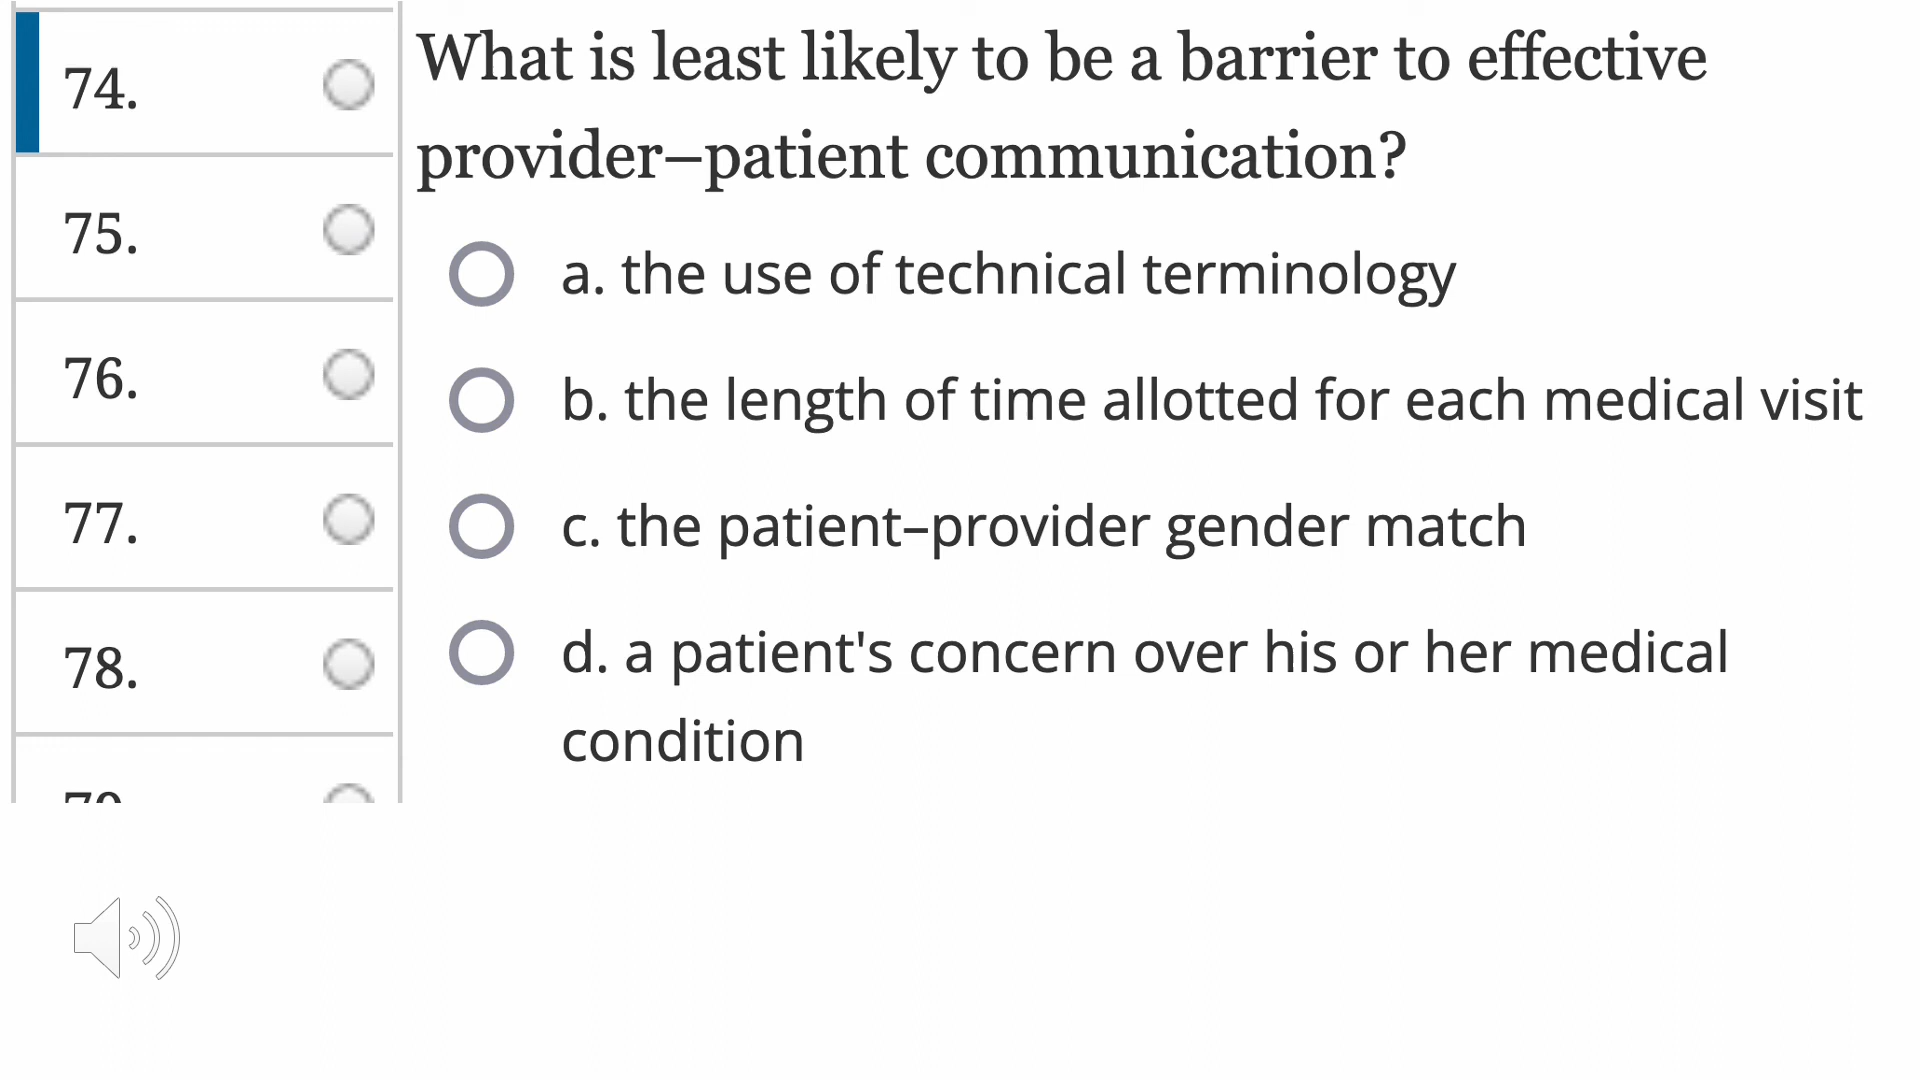 74.
75.
76.
77.
78.
What is least likely to be a barrier to effective
provider–patient communication?
a. the use of technical terminology
b. the length of time allotted for each medical visit
c. the patient–provider gender match
d. a patient's concern over his or her medical
condition